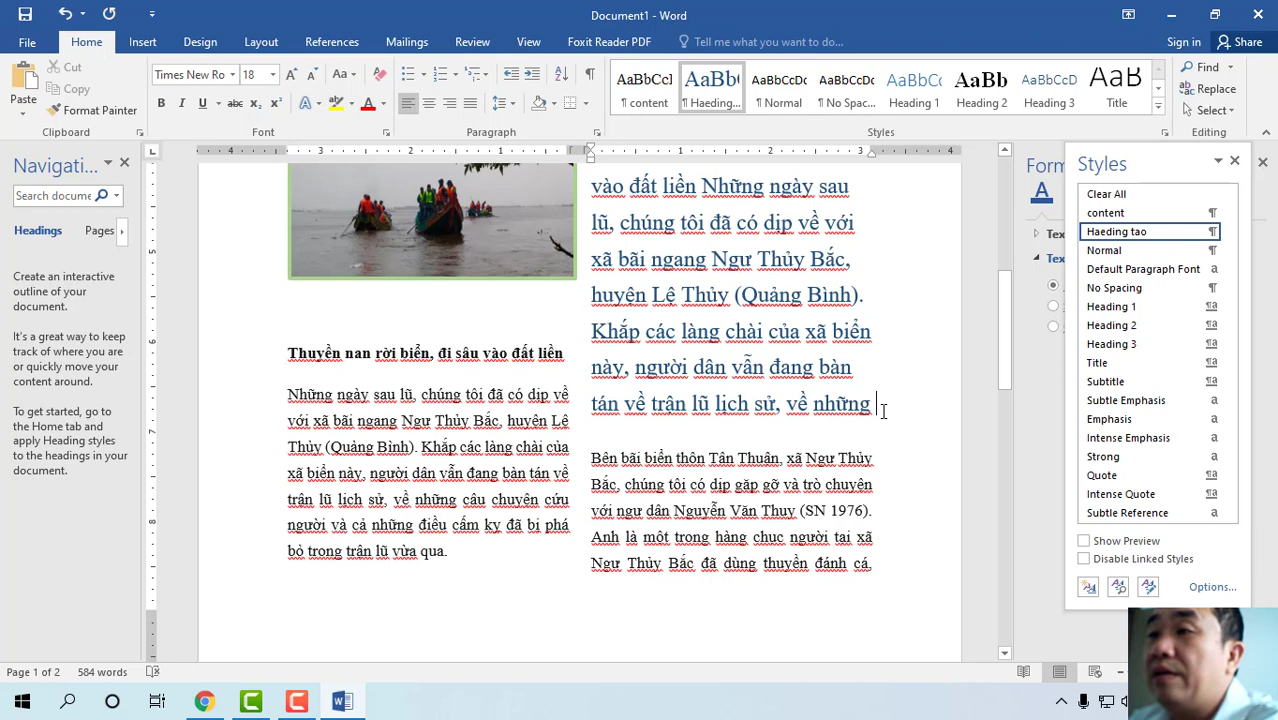 Document1 - Word
File Home Insert Design Layout References Mailings Review View Foxit Reader PDF Tell me what you want to do... Sign in Share
Paste Cut Copy Format Painter
Times New Ro 18
AaBbCcI AaBb( AaBbCcDc AaBbCcDc AaBbCc AaBb AaBbCcD AaB
¶ content ¶ Haeding... ¶ Normal ¶ No Spac... Heading 1 Heading 2 Heading 3 Title
Find Replace Select
Clipboard Font Paragraph Styles Editing
Navigati...
Search docume
Headings Pages
Create an interactive
outline of your
document.
It's a great way to keep
track of where you are
or quickly move your
content around.
To get started, go to
the Home tab and
apply Heading styles
to the headings in your
document.
Thuyền nan rời biển, đi sâu vào đất liền
Những ngày sau lũ, chúng tôi đã có dịp về
với xã bãi ngang Ngư Thủy Bắc, huyện Lệ
Thủy (Quảng Bình). Khắp các làng chài của
xã biển này, người dân vẫn đang bàn tán về
trận lũ lịch sử, về những câu chuyện cứu
người và cả những điều cấm kỵ đã bị phá
bỏ trong trận lũ vừa qua.
vào đất liền Những ngày sau
lũ, chúng tôi đã có dịp về với
xã bãi ngang Ngư Thủy Bắc,
huyện Lệ Thủy (Quảng Bình).
Khắp các làng chài của xã biển
này, người dân vẫn đang bàn
tán về trận lũ lịch sử, về những
Bên bãi biển thôn Tân Thuận, xã Ngư Thủy
Bắc, chúng tôi có dịp gặp gỡ và trò chuyện
với ngư dân Nguyễn Văn Thuy (SN 1976).
Anh là một trong hàng chục người tại xã
Ngư Thủy Bắc đã dùng thuyền đánh cá,
Form
Tex
Tex
Styles
Clear All
content
Haeding tao
Normal
Default Paragraph Font
No Spacing
Heading 1
Heading 2
Heading 3
Title
Subtitle
Subtle Emphasis
Emphasis
Intense Emphasis
Strong
Quote
Intense Quote
Subtle Reference
Show Preview
Disable Linked Styles
Options...
Page 1 of 2 584 words